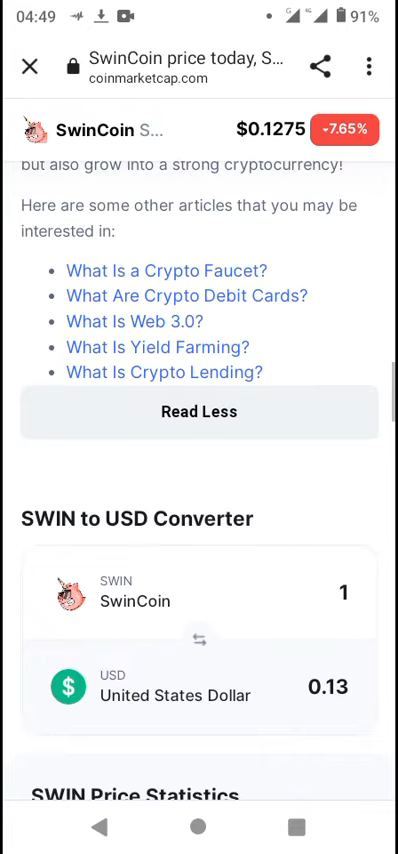 04:49
G
4G
91%
SwinCoin price today, S...
coinmarketcap.com
SwinCoin S... $0.1275 7.65%
but also grow into a strong cryptocurrency!
Here are some other articles that you may be
interested in:
• What Is a Crypto Faucet?
• What Are Crypto Debit Cards?
• What Is Web 3.0?
• What Is Yield Farming?
• What Is Crypto Lending?
Read Less
SWIN to USD Converter
SWIN
SwinCoin 1
$
USD
United States Dollar 0.13
SWIN Price Statistics